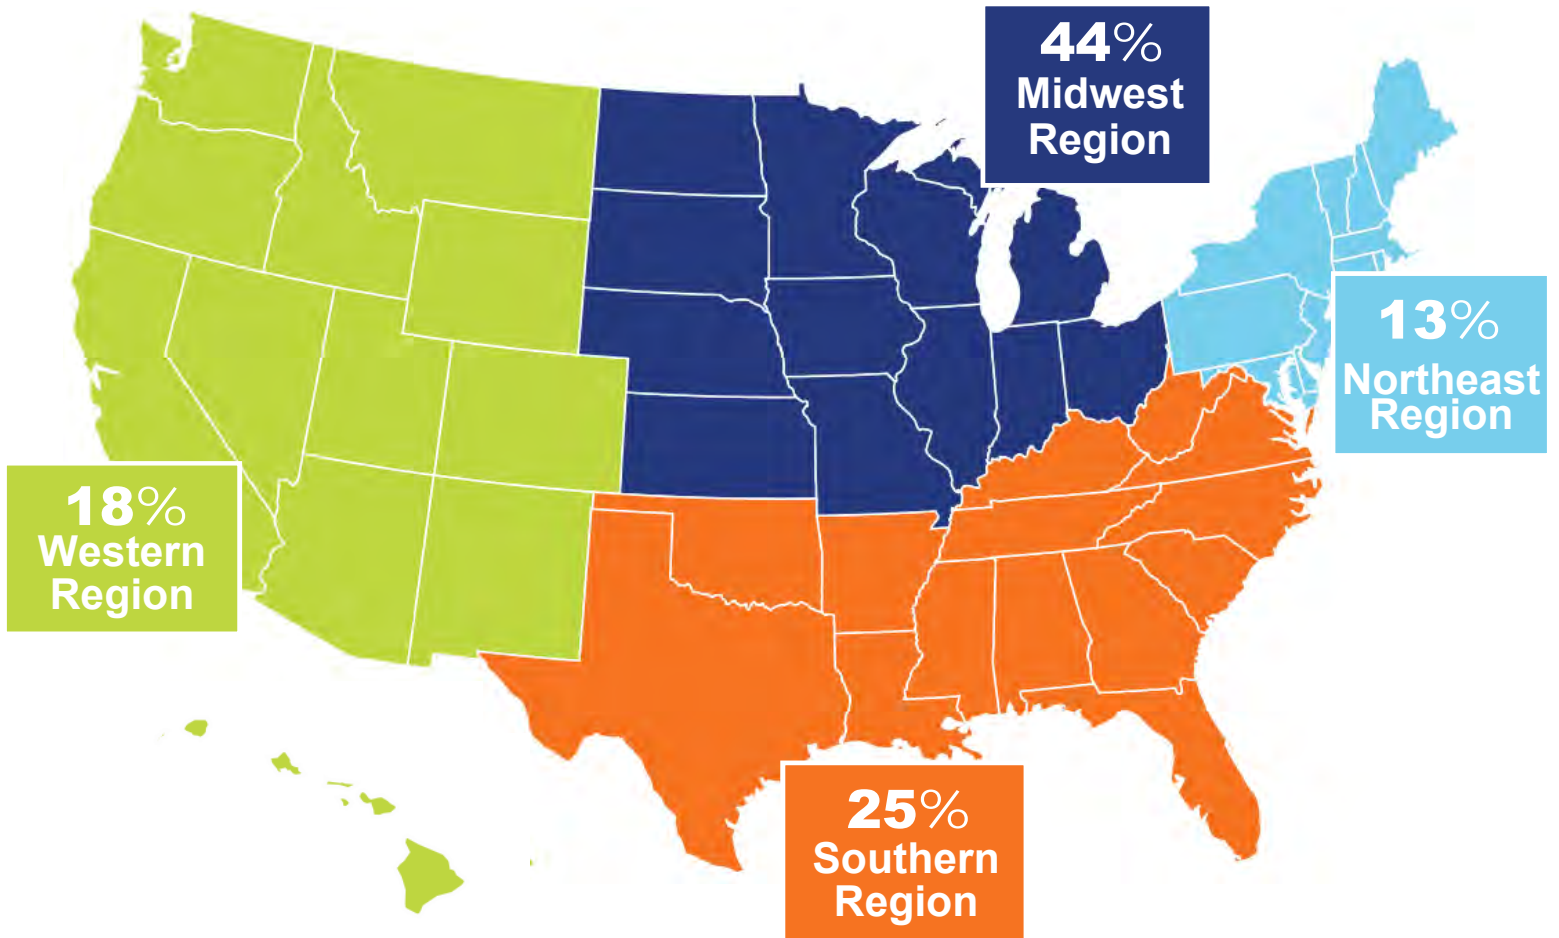 44%
Midwest
Region
13%
Northeast
Region
18%
Western
Region
25%
Southern
Region